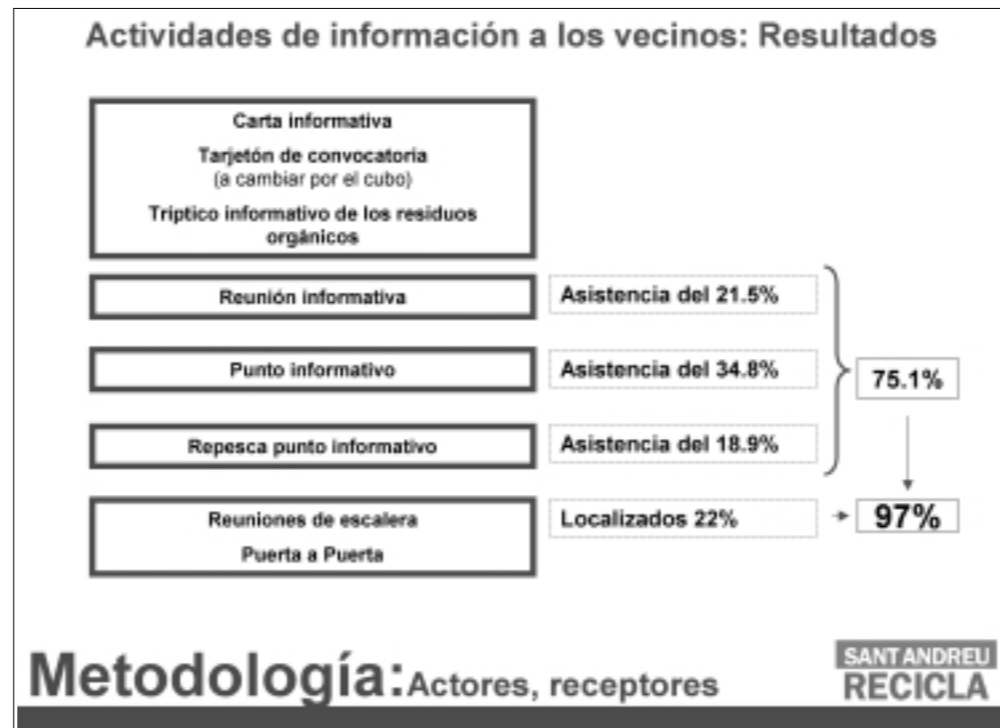 Actividades de información a los vecinos: Resultados
Carta informativa
Tarjetón de convocatoria
(a cambiar por el cubo)
Tríptico informativo de los residuos
orgánicos
Reunión informativa
Asistencia del 21.5%
Punto informativo
Asistencia del 34.8%
75.1%
Repesca punto informativo
Asistencia del 18.9%
Reuniones de escalera
Puerta a Puerta
Localizados 22%
97%
Metodología: Actores, receptores
SANT ANDREU
RECICLA